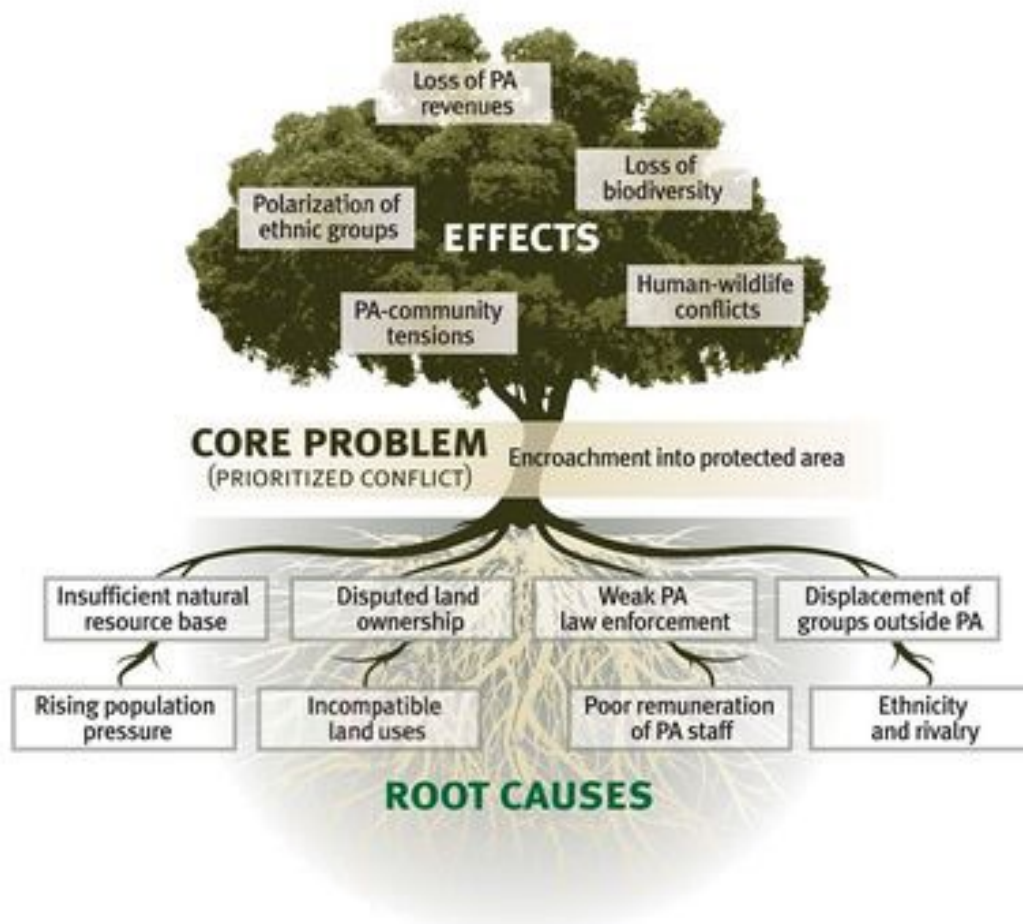 Loss of PA
revenues
Loss of
biodiversity
Polarization of
ethnic groups
EFFECTS
Human-wildlife
conflicts
PA-community
tensions
CORE PROBLEM
(PRIORITIZED CONFLICT)
Encroachment into protected area
Insufficient natural
resource base
Disputed land
ownership
Weak PA
law enforcement
Displacement of
groups outside PA
Rising population
pressure
Incompatible
land uses
Poor remuneration
of PA staff
Ethnicity
and rivalry
ROOT CAUSES